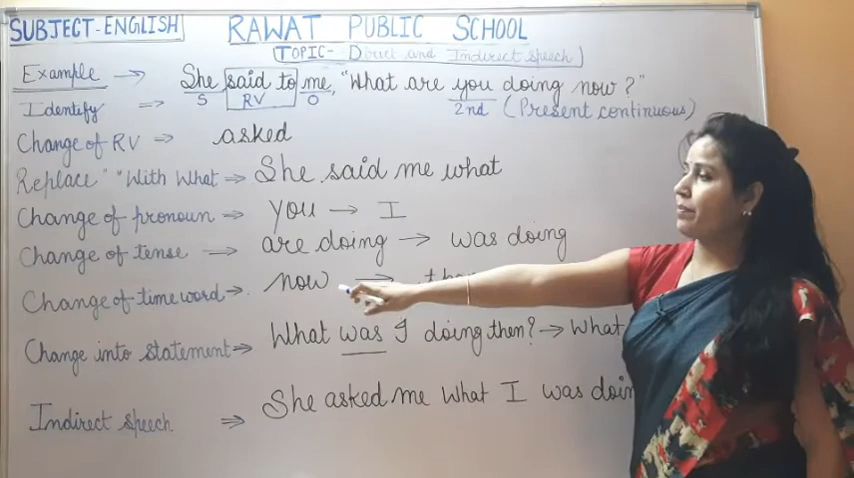 SUBJECT-ENGLISH RAWAT PUBLIC SCHOOL
TOPIC- Direct and Indirect speech
Example → She said to me, "What are you doing now?"
S RV O
Identify ⇒ 2nd (Present continuous)
Change of RV ⇒ asked
Replace " "With What ⇒ She said me what
Change of pronoun → you → I
Change of tense → are doing → was doing
Change of time word → now →
Change into statement ⇒ What was I doing then? → What
Indirect speech ⇒ She asked me what I was